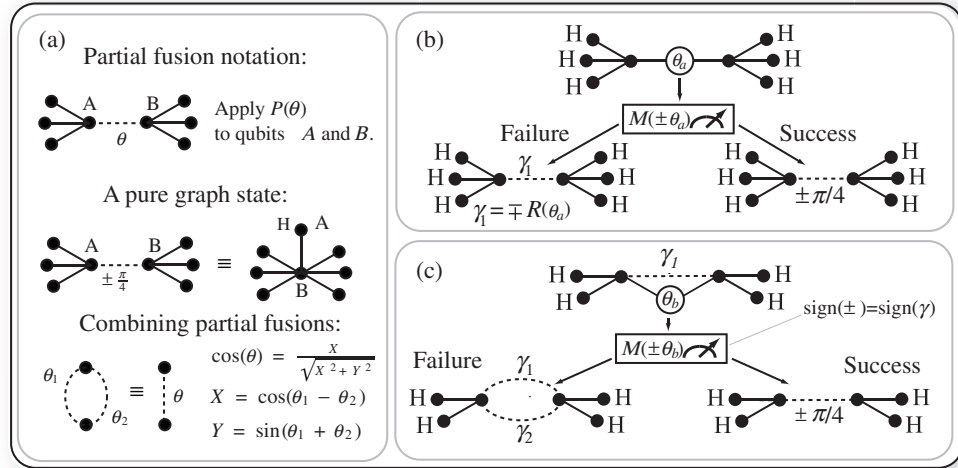 (a)
Partial fusion notation:
A B
θ
Apply P(θ)
to qubits A and B.
A pure graph state:
A B
± π/4
≡
H A
B
Combining partial fusions:
θ₁
θ₂
≡
θ
cos(θ) = X / √(X² + Y²)
X = cos(θ₁ − θ₂)
Y = sin(θ₁ + θ₂)
(b)
H H
H θₐ H
H H
M(±θₐ)
Failure Success
H γ₁ H H H
H H H H
H H H ±π/4 H
γ₁ = ∓ R(θₐ)
(c)
γ₁
H H
H θ_b H
sign(±)=sign(γ)
M(±θ_b)
Failure Success
γ₁
H H H H
H H H ±π/4 H
γ₂